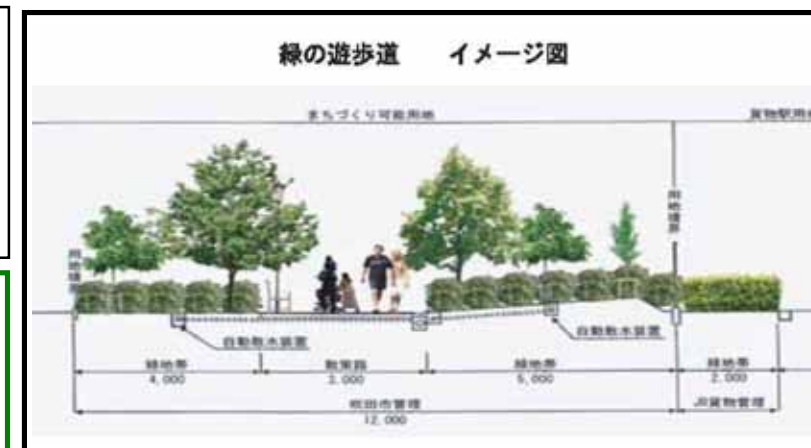 緑の遊歩道 イメージ図
まちづくり可能用地
貨物駅用
用地境界
用地境界
自動散水装置
自動散水装置
緑地帯
4,000
散策路
3,000
緑地帯
5,000
緑地帯
2,000
吹田市管理
12,000
JR貨物管理